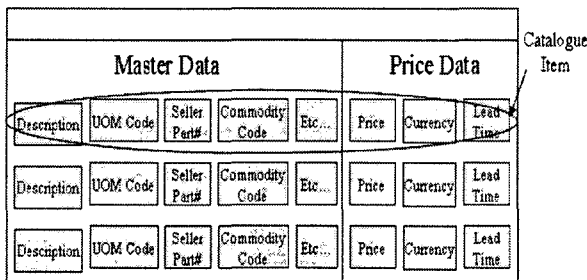 Catalogue
Item
Master Data
Price Data
Description
UOM Code
Seller
Part#
Commodity
Code
Etc...
Price
Currency
Lead
Time
Description
UOM Code
Seller
Part#
Commodity
Code
Etc...
Price
Currency
Lead
Time
Description
UOM Code
Seller
Part#
Commodity
Code
Etc...
Price
Currency
Lead
Time